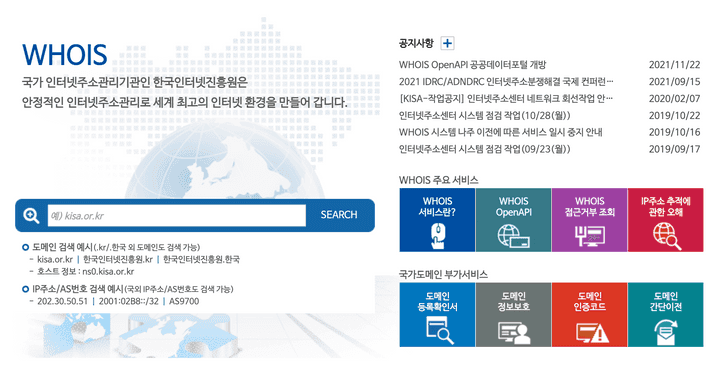 WHOIS
국가 인터넷주소관리기관인 한국인터넷진흥원은
안정적인 인터넷주소관리로 세계 최고의 인터넷 환경을 만들어 갑니다.
예) kisa.or.kr
SEARCH
도메인 검색 예시(.kr/.한국 외 도메인도 검색 가능)
- kisa.or.kr | 한국인터넷진흥원.kr | 한국인터넷진흥원.한국
- 호스트 정보 : ns0.kisa.or.kr
IP주소/AS번호 검색 예시(국외 IP주소/AS번호도 검색 가능)
- 202.30.50.51 | 2001:02B8::/32 | AS9700
공지사항 +
WHOIS OpenAPI 공공데이터포털 개방 2021/11/22
2021 IDRC/ADNDRC 인터넷주소분쟁해결 국제 컨퍼런… 2021/09/15
[KISA-작업공지] 인터넷주소센터 네트워크 회선작업 안… 2020/02/07
인터넷주소센터 시스템 점검 작업(10/28(월)) 2019/10/22
WHOIS 시스템 나주 이전에 따른 서비스 일시 중지 안내 2019/10/16
인터넷주소센터 시스템 점검 작업(09/23(월)) 2019/09/17
WHOIS 주요 서비스
WHOIS
서비스란?
WHOIS
OpenAPI
WHOIS
접근거부 조회
IP주소 추적에
관한 오해
국가도메인 부가서비스
도메인
등록확인서
도메인
정보보호
도메인
인증코드
도메인
간단이전